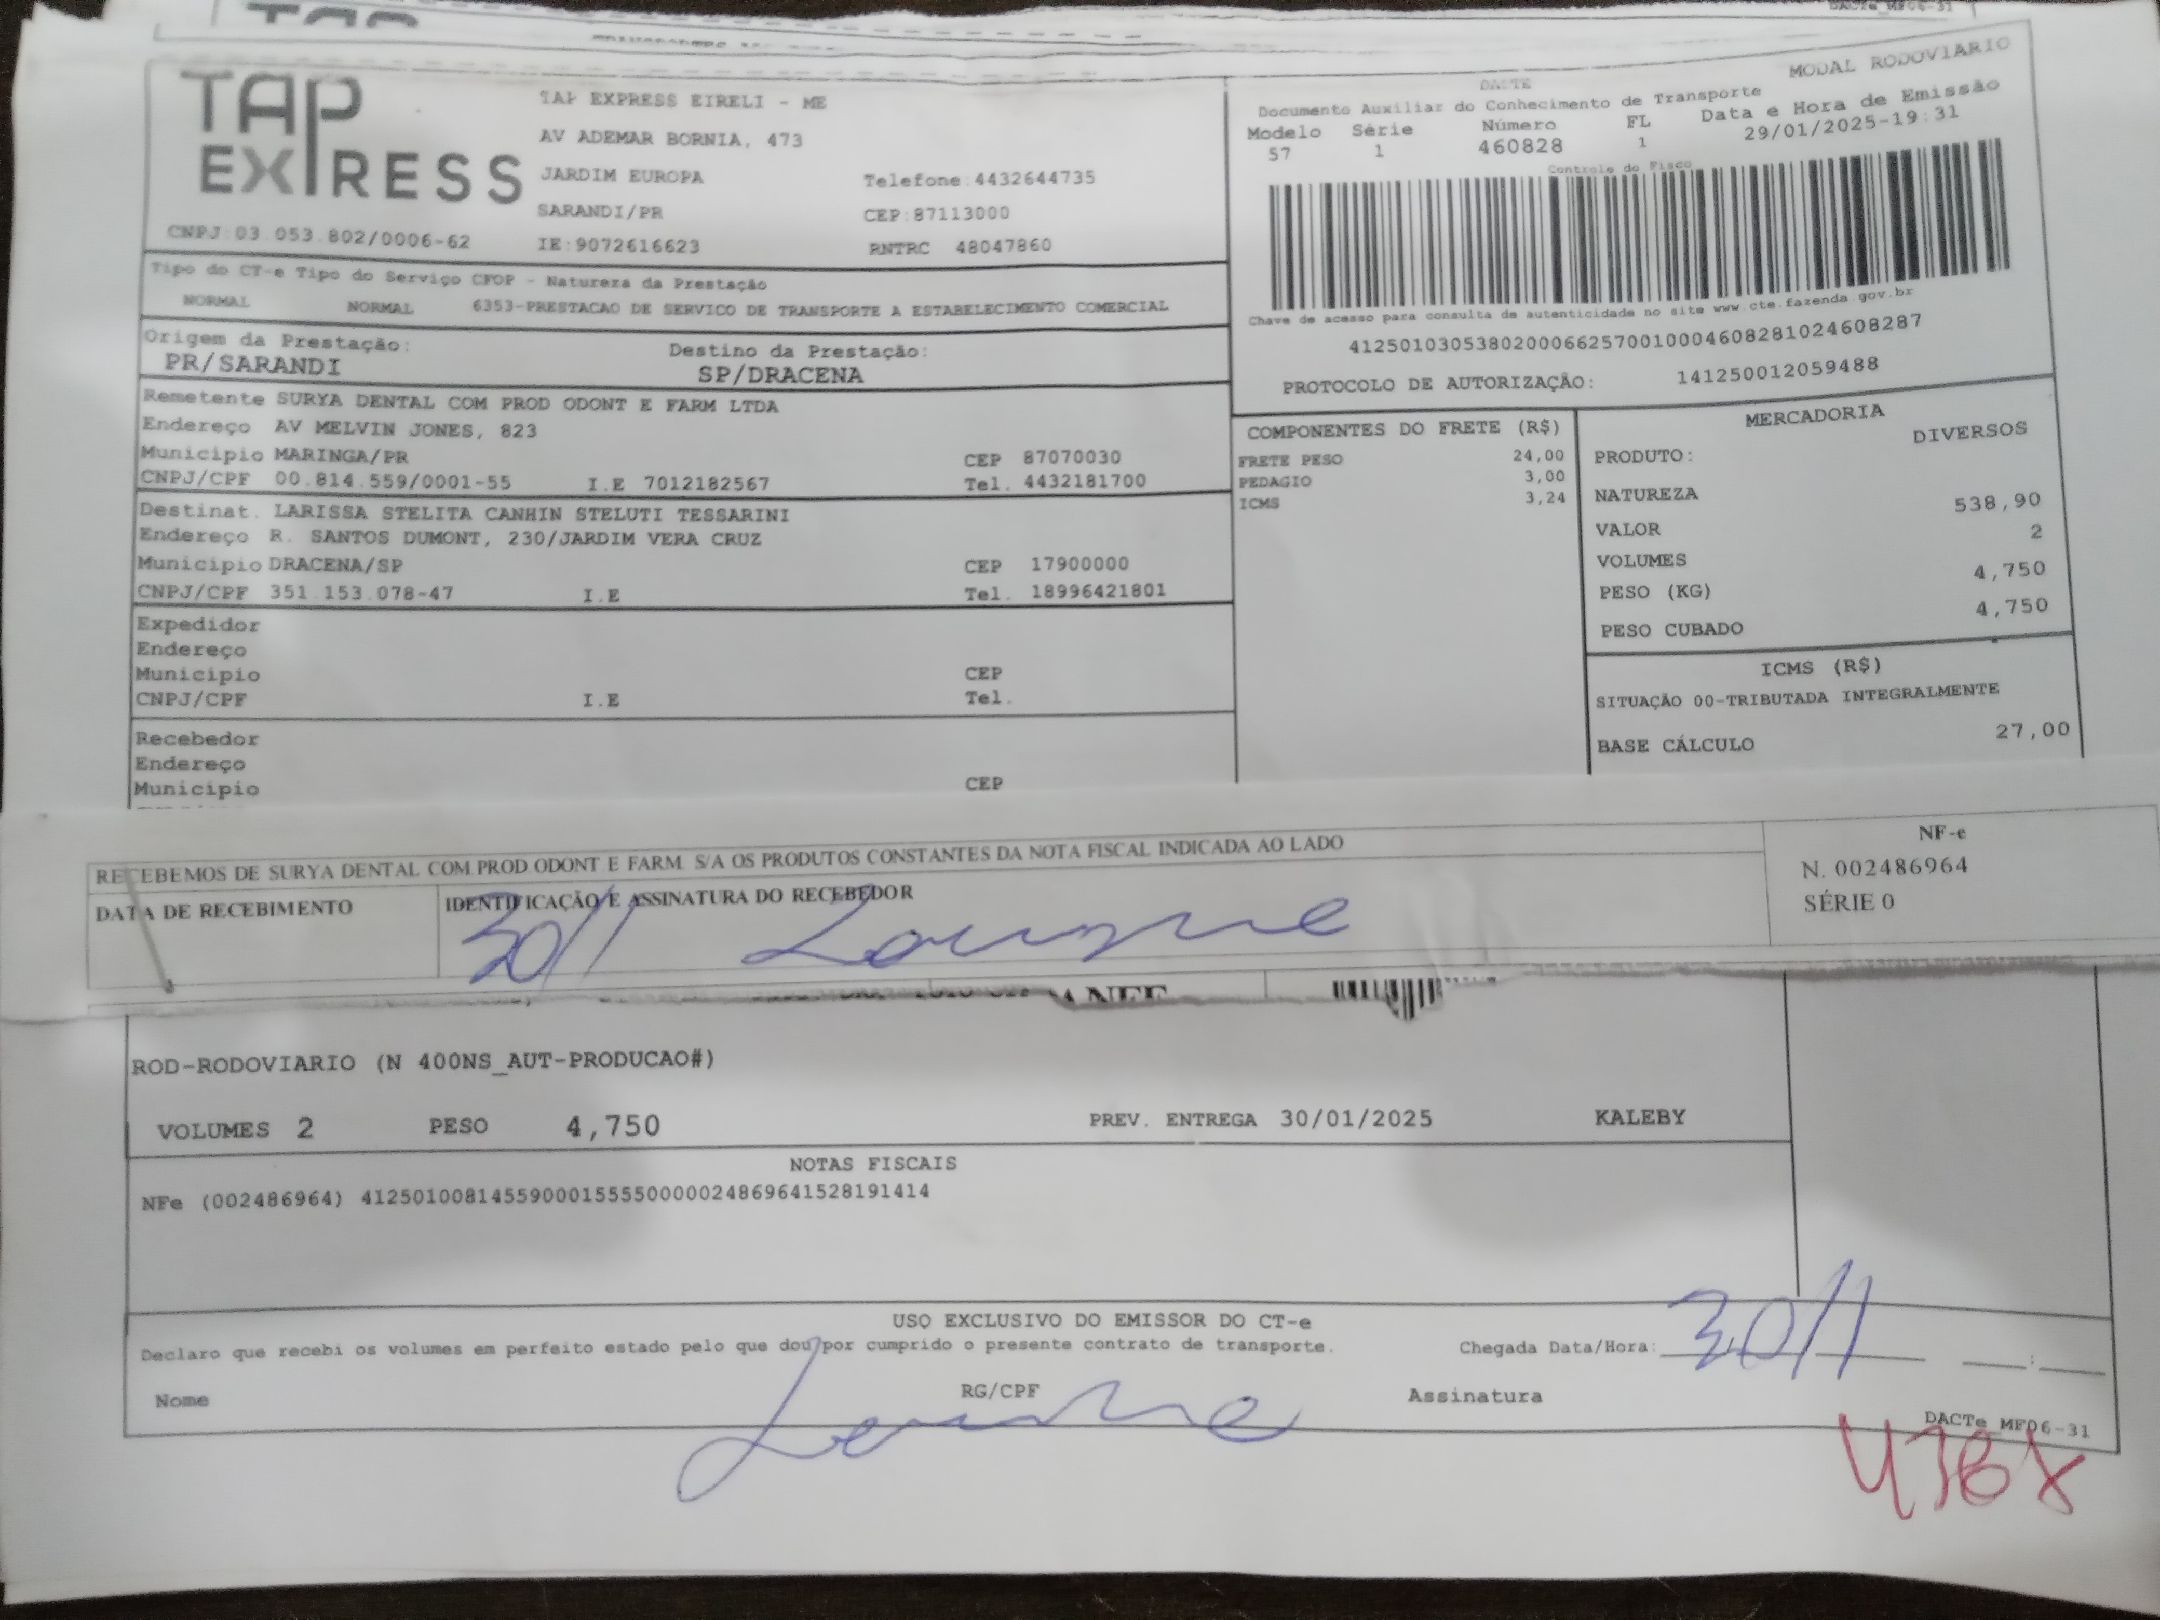 DACTe_MF06-31
TAP EXPRESS
TAP EXPRESS EIRELI - ME
AV ADEMAR BORNIA, 473
JARDIM EUROPA Telefone:4432644735
SARANDI/PR CEP:87113000
CNPJ:03.053.802/0006-62 IE:9072616623 RNTRC 48047860
DACTE MODAL RODOVIARIO
Documento Auxiliar do Conhecimento de Transporte
Modelo Série Número FL Data e Hora de Emissão
57 1 460828 1 29/01/2025-19:31
Controle do Fisco
Chave de acesso para consulta de autenticidade no site www.cte.fazenda.gov.br
41250103053802000662570010004608281024608287
PROTOCOLO DE AUTORIZAÇÃO: 141250012059488
Tipo do CT-e Tipo do Serviço CFOP - Natureza da Prestação
NORMAL NORMAL 6353-PRESTACAO DE SERVICO DE TRANSPORTE A ESTABELECIMENTO COMERCIAL
Origem da Prestação: Destino da Prestação:
PR/SARANDI SP/DRACENA
Remetente SURYA DENTAL COM PROD ODONT E FARM LTDA
Endereço AV MELVIN JONES, 823
Municipio MARINGA/PR CEP 87070030
CNPJ/CPF 00.814.559/0001-55 I.E 7012182567 Tel. 4432181700
Destinat. LARISSA STELITA CANHIN STELUTI TESSARINI
Endereço R. SANTOS DUMONT, 230/JARDIM VERA CRUZ
Municipio DRACENA/SP CEP 17900000
CNPJ/CPF 351.153.078-47 I.E Tel. 18996421801
Expedidor
Endereço
Municipio CEP
CNPJ/CPF I.E Tel.
Recebedor
Endereço
Municipio CEP
COMPONENTES DO FRETE (R$)
FRETE PESO 24,00
PEDAGIO 3,00
ICMS 3,24
MERCADORIA
PRODUTO: DIVERSOS
NATUREZA
VALOR 538,90
VOLUMES 2
PESO (KG) 4,750
PESO CUBADO 4,750
ICMS (R$)
SITUAÇÃO 00-TRIBUTADA INTEGRALMENTE
BASE CÁLCULO 27,00
RECEBEMOS DE SURYA DENTAL COM PROD ODONT E FARM S/A OS PRODUTOS CONSTANTES DA NOTA FISCAL INDICADA AO LADO
DATA DE RECEBIMENTO IDENTIFICAÇÃO E ASSINATURA DO RECEBEDOR
30/1
NF-e
N. 002486964
SÉRIE 0
ROD-RODOVIARIO (N 400NS_AUT-PRODUCAO#)
VOLUMES 2 PESO 4,750 PREV. ENTREGA 30/01/2025 KALEBY
NOTAS FISCAIS
NFe (002486964) 41250100814559000155550000024869641528191414
USO EXCLUSIVO DO EMISSOR DO CT-e
Declaro que recebi os volumes em perfeito estado pelo que dou por cumprido o presente contrato de transporte. Chegada Data/Hora: 30/1
Nome RG/CPF Assinatura
DACTe_MF06-31